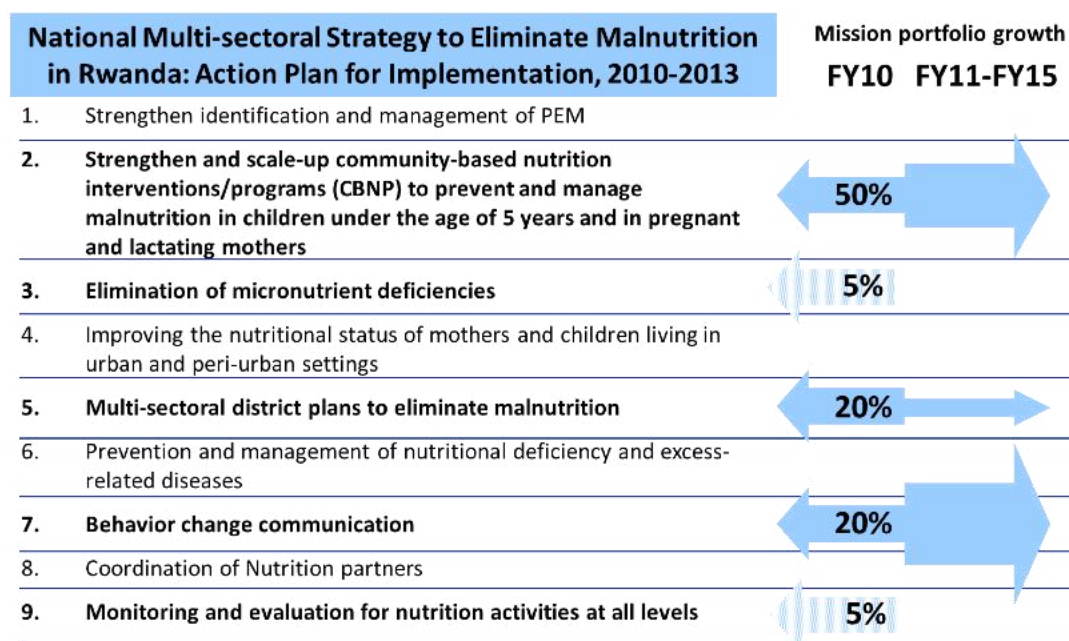 National Multi-sectoral Strategy to Eliminate Malnutrition
in Rwanda: Action Plan for Implementation, 2010-2013
Mission portfolio growth
FY10 FY11-FY15
1. Strengthen identification and management of PEM
2. Strengthen and scale-up community-based nutrition
interventions/programs (CBNP) to prevent and manage
malnutrition in children under the age of 5 years and in pregnant
and lactating mothers
50%
3. Elimination of micronutrient deficiencies
5%
4. Improving the nutritional status of mothers and children living in
urban and peri-urban settings
5. Multi-sectoral district plans to eliminate malnutrition
20%
6. Prevention and management of nutritional deficiency and excess-
related diseases
7. Behavior change communication
20%
8. Coordination of Nutrition partners
9. Monitoring and evaluation for nutrition activities at all levels
5%